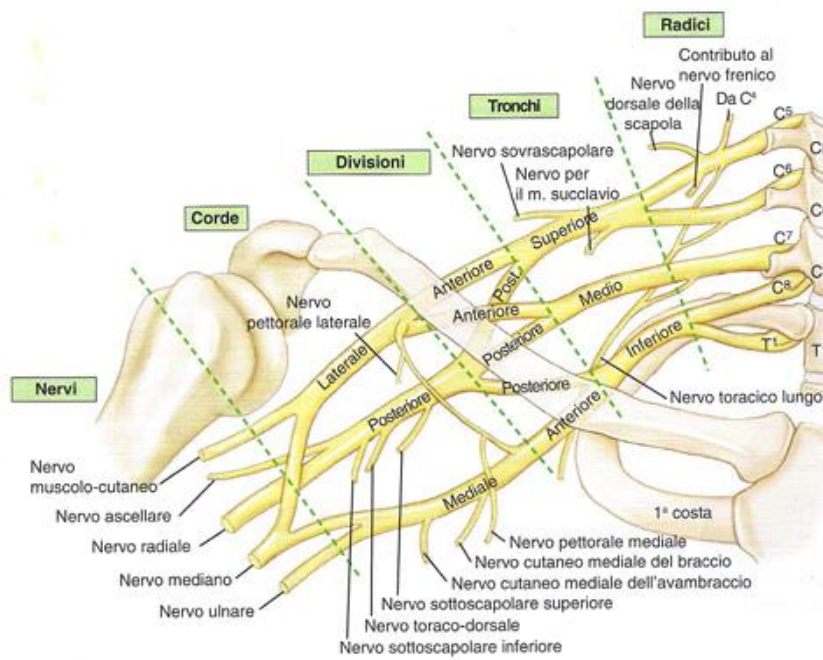 Radici
Contributo al
nervo frenico
Nervo
dorsale della
scapola
Da C⁴
Tronchi
C⁵
Nervo sovrascapolare
C⁶
Divisioni
Nervo per
il m. succlavio
Corde
Superiore
C⁷
Anteriore
Post.
Medio
C⁸
Nervo
pettorale laterale
Anteriore
Posteriore
Inferiore
T¹
Laterale
Posteriore
Nervi
Posteriore
Anteriore
Nervo toracico lungo
Nervo
muscolo-cutaneo
Mediale
Nervo ascellare
1ª costa
Nervo radiale
Nervo pettorale mediale
Nervo cutaneo mediale del braccio
Nervo mediano
Nervo cutaneo mediale dell'avambraccio
Nervo ulnare
Nervo sottoscapolare superiore
Nervo toraco-dorsale
Nervo sottoscapolare inferiore